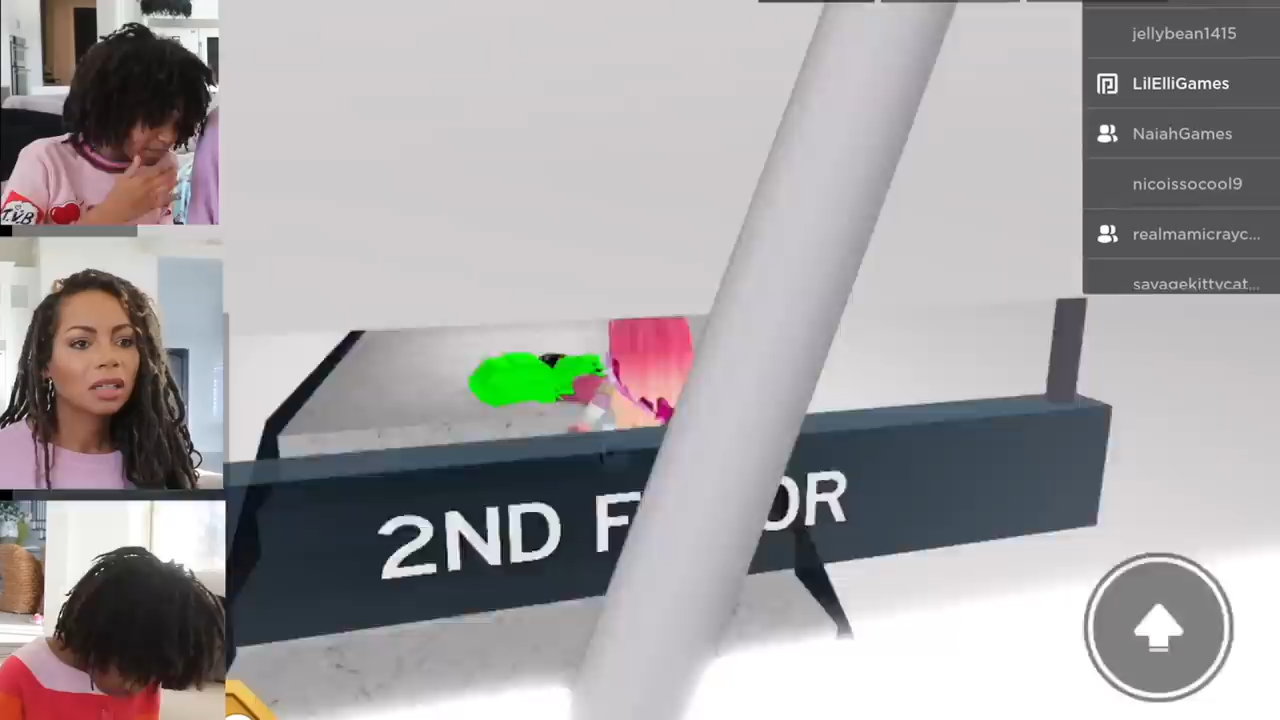 jellybean1415
LilElliGames
NaiahGames
nicoissocool9
realmamicrayc...
savagekittycat...
T.V.B
2ND F OR